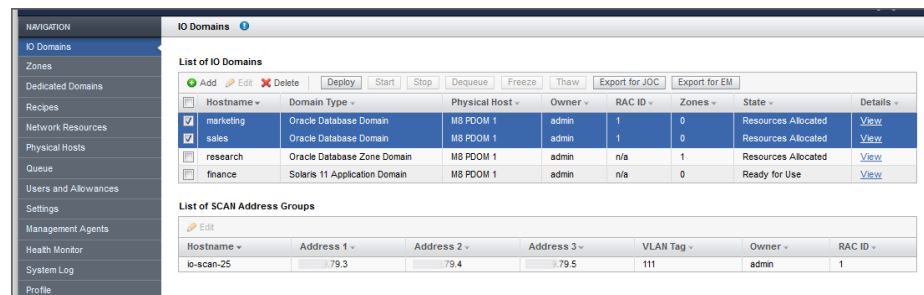 NAVIGATION
IO Domains
Zones
Dedicated Domains
Recipes
Network Resources
Physical Hosts
Queue
Users and Allowances
Settings
Management Agents
Health Monitor
System Log
Profile
IO Domains
List of IO Domains
Add Edit Delete Deploy Start Stop Dequeue Freeze Thaw Export for JOC Export for EM
Hostname Domain Type Physical Host Owner RAC ID Zones State Details
marketing Oracle Database Domain M8 PDOM 1 admin 1 0 Resources Allocated View
sales Oracle Database Domain M8 PDOM 1 admin 1 0 Resources Allocated View
research Oracle Database Zone Domain M8 PDOM 1 admin n/a 1 Resources Allocated View
finance Solaris 11 Application Domain M8 PDOM 1 admin n/a 0 Ready for Use View
List of SCAN Address Groups
Edit
Hostname Address 1 Address 2 Address 3 VLAN Tag Owner RAC ID
io-scan-25 .79.3 .79.4 .79.5 111 admin 1